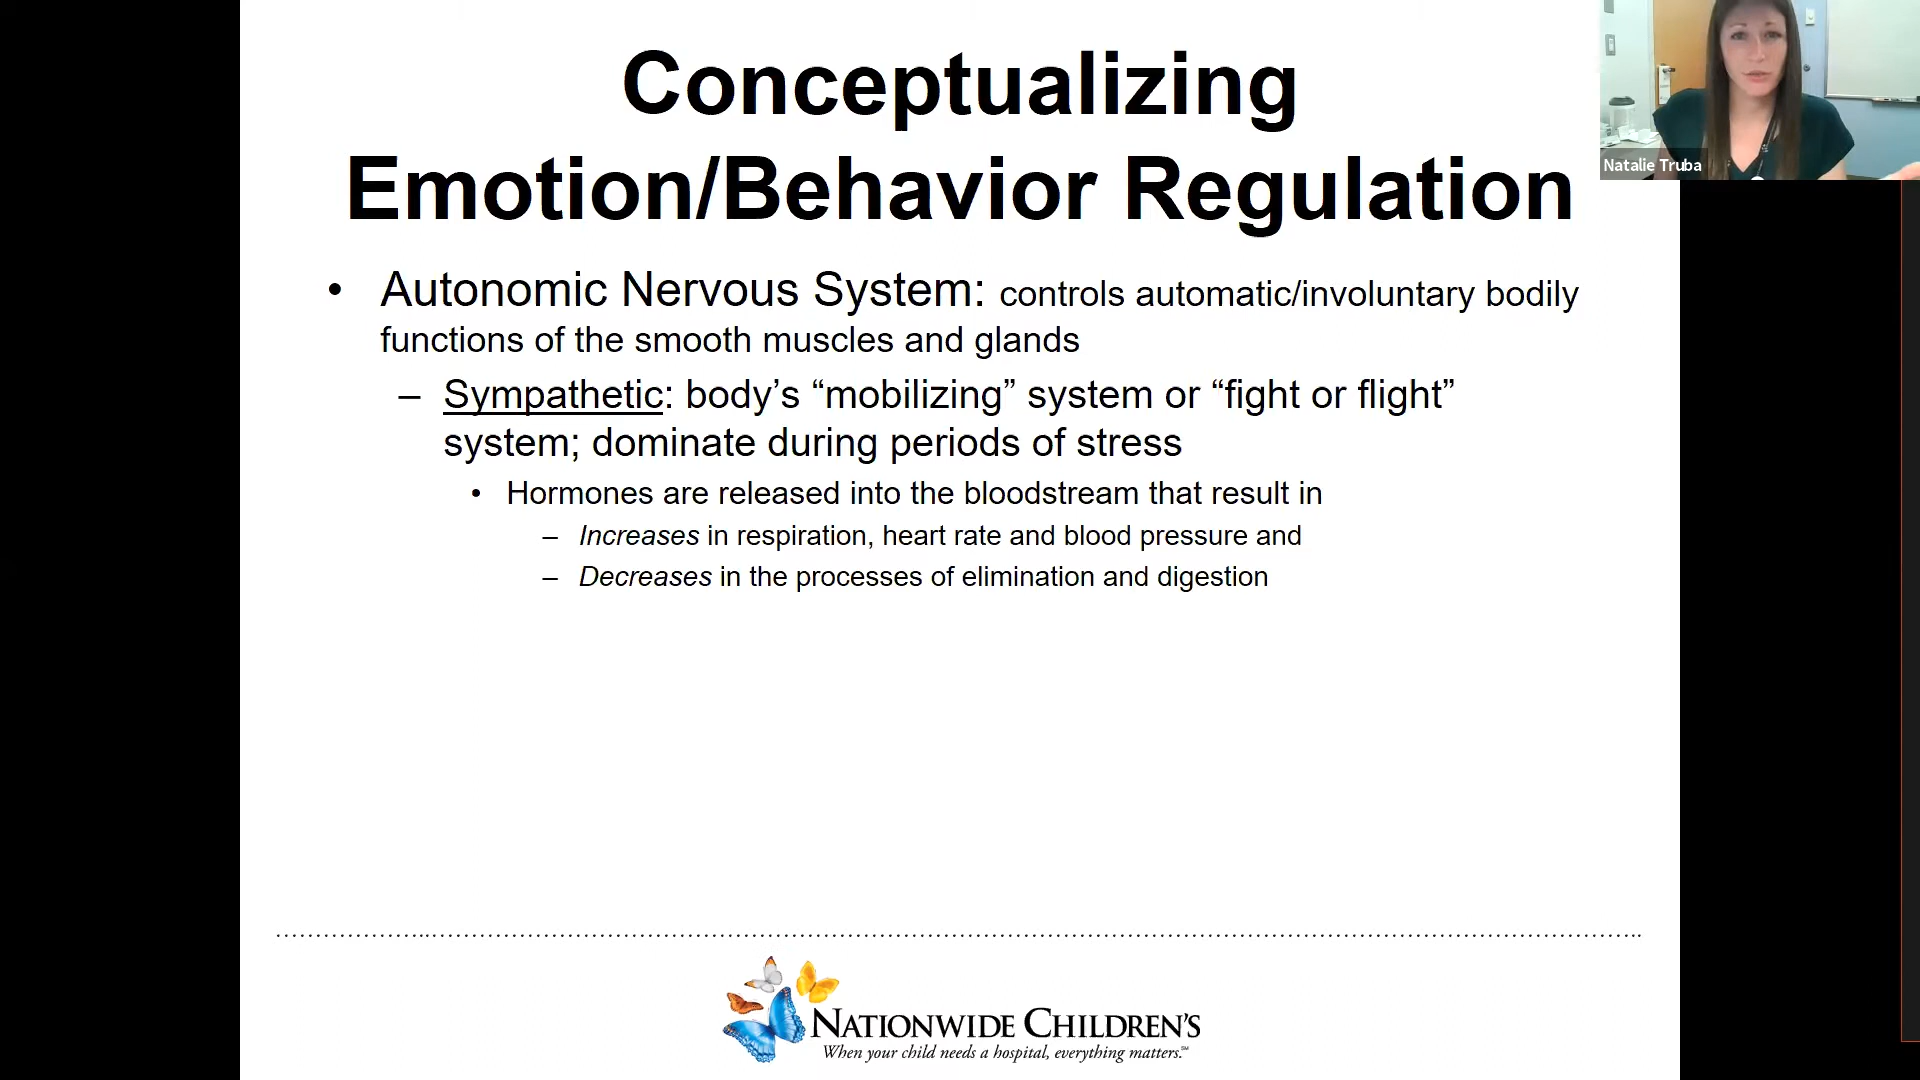 Conceptualizing
Emotion/Behavior Regulation
Natalie Truba
• Autonomic Nervous System: controls automatic/involuntary bodily
functions of the smooth muscles and glands
– Sympathetic: body’s “mobilizing” system or “fight or flight”
system; dominate during periods of stress
• Hormones are released into the bloodstream that result in
– Increases in respiration, heart rate and blood pressure and
– Decreases in the processes of elimination and digestion
NATIONWIDE CHILDREN'S
When your child needs a hospital, everything matters.℠